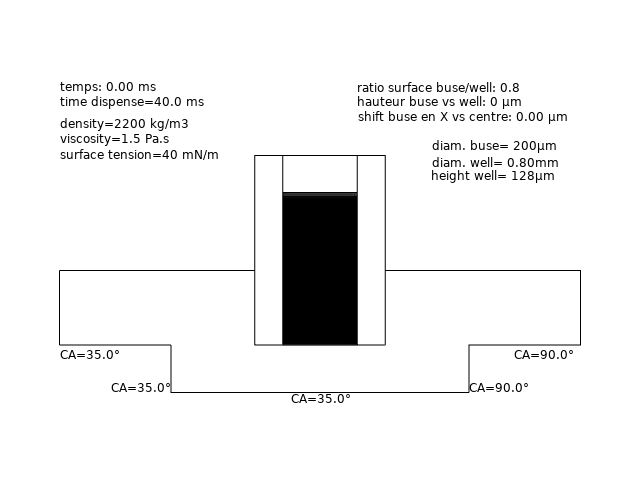 temps: 0.00 ms
time dispense=40.0 ms
density=2200 kg/m3
viscosity=1.5 Pa.s
surface tension=40 mN/m
ratio surface buse/well: 0.8
hauteur buse vs well: 0 µm
shift buse en X vs centre: 0.00 µm
diam. buse= 200µm
diam. well= 0.80mm
height well= 128µm
CA=35.0°
CA=90.0°
CA=35.0°
CA=90.0°
CA=35.0°